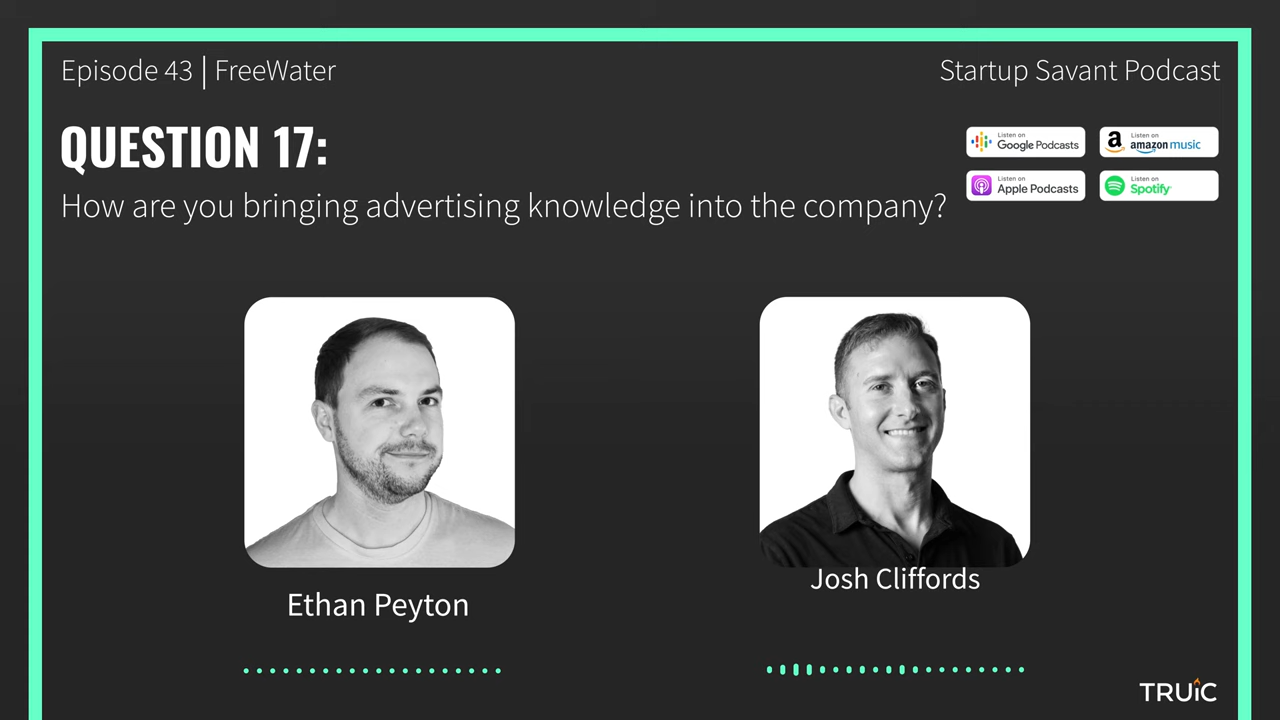 Episode 43 | FreeWater
Startup Savant Podcast
QUESTION 17:
How are you bringing advertising knowledge into the company?
Listen on
Google Podcasts
Listen on
amazon music
Listen on
Apple Podcasts
Listen on
Spotify
Ethan Peyton
Josh Cliffords
TRUiC